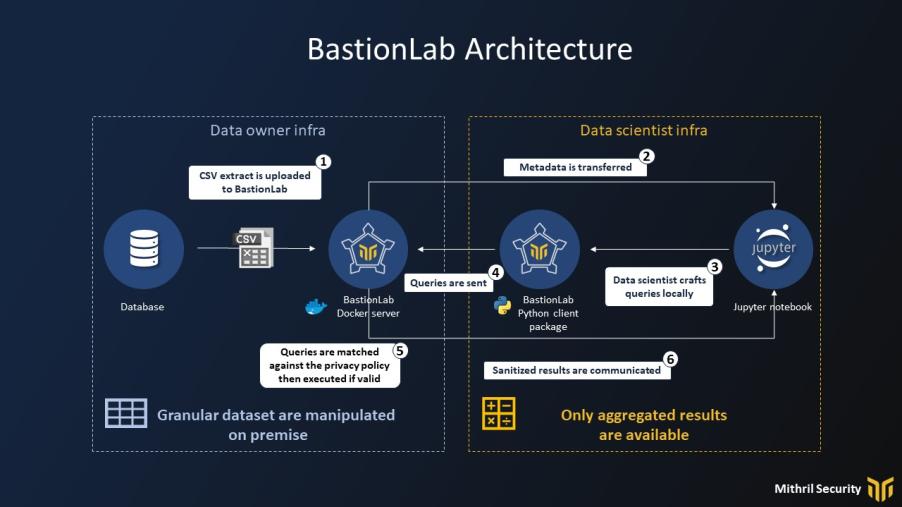 BastionLab Architecture
Data owner infra
Data scientist infra
1
CSV extract is uploaded
to BastionLab
2
Metadata is transferred
CSV
jupyter
4
Queries are sent
3
Data scientist crafts
queries locally
Database
BastionLab
Docker server
BastionLab
Python client
package
Jupyter notebook
5
Queries are matched
against the privacy policy
then executed if valid
6
Sanitized results are communicated
Granular dataset are manipulated
on premise
Only aggregated results
are available
Mithril Security